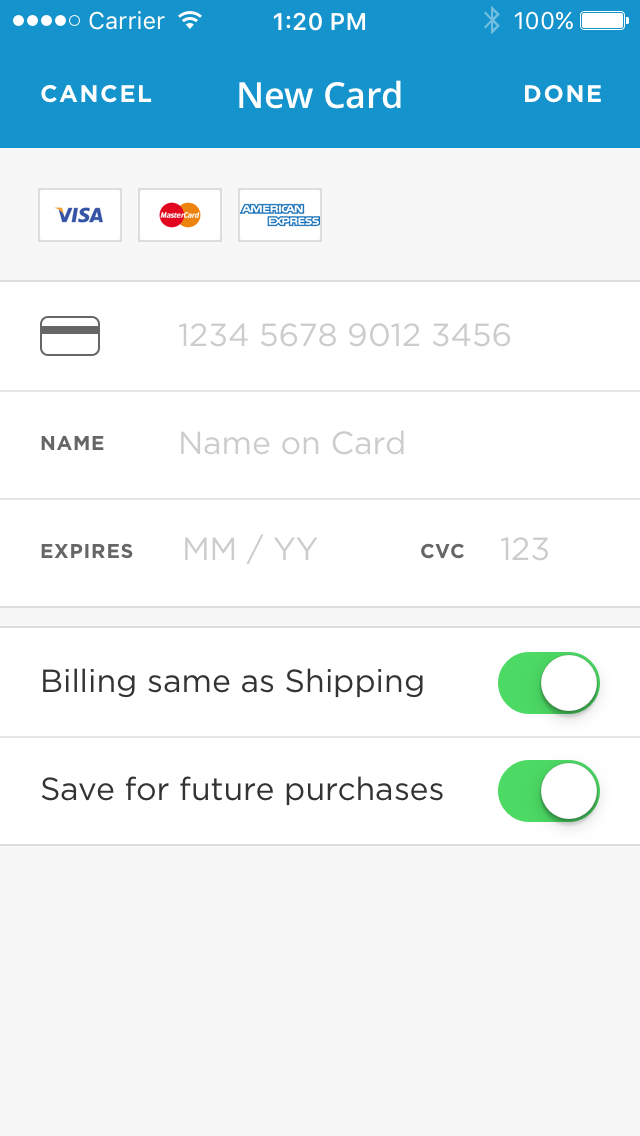 Carrier 1:20 PM 100%
CANCEL New Card DONE
VISA MasterCard AMERICAN EXPRESS
1234 5678 9012 3456
NAME Name on Card
EXPIRES MM / YY CVC 123
Billing same as Shipping
Save for future purchases